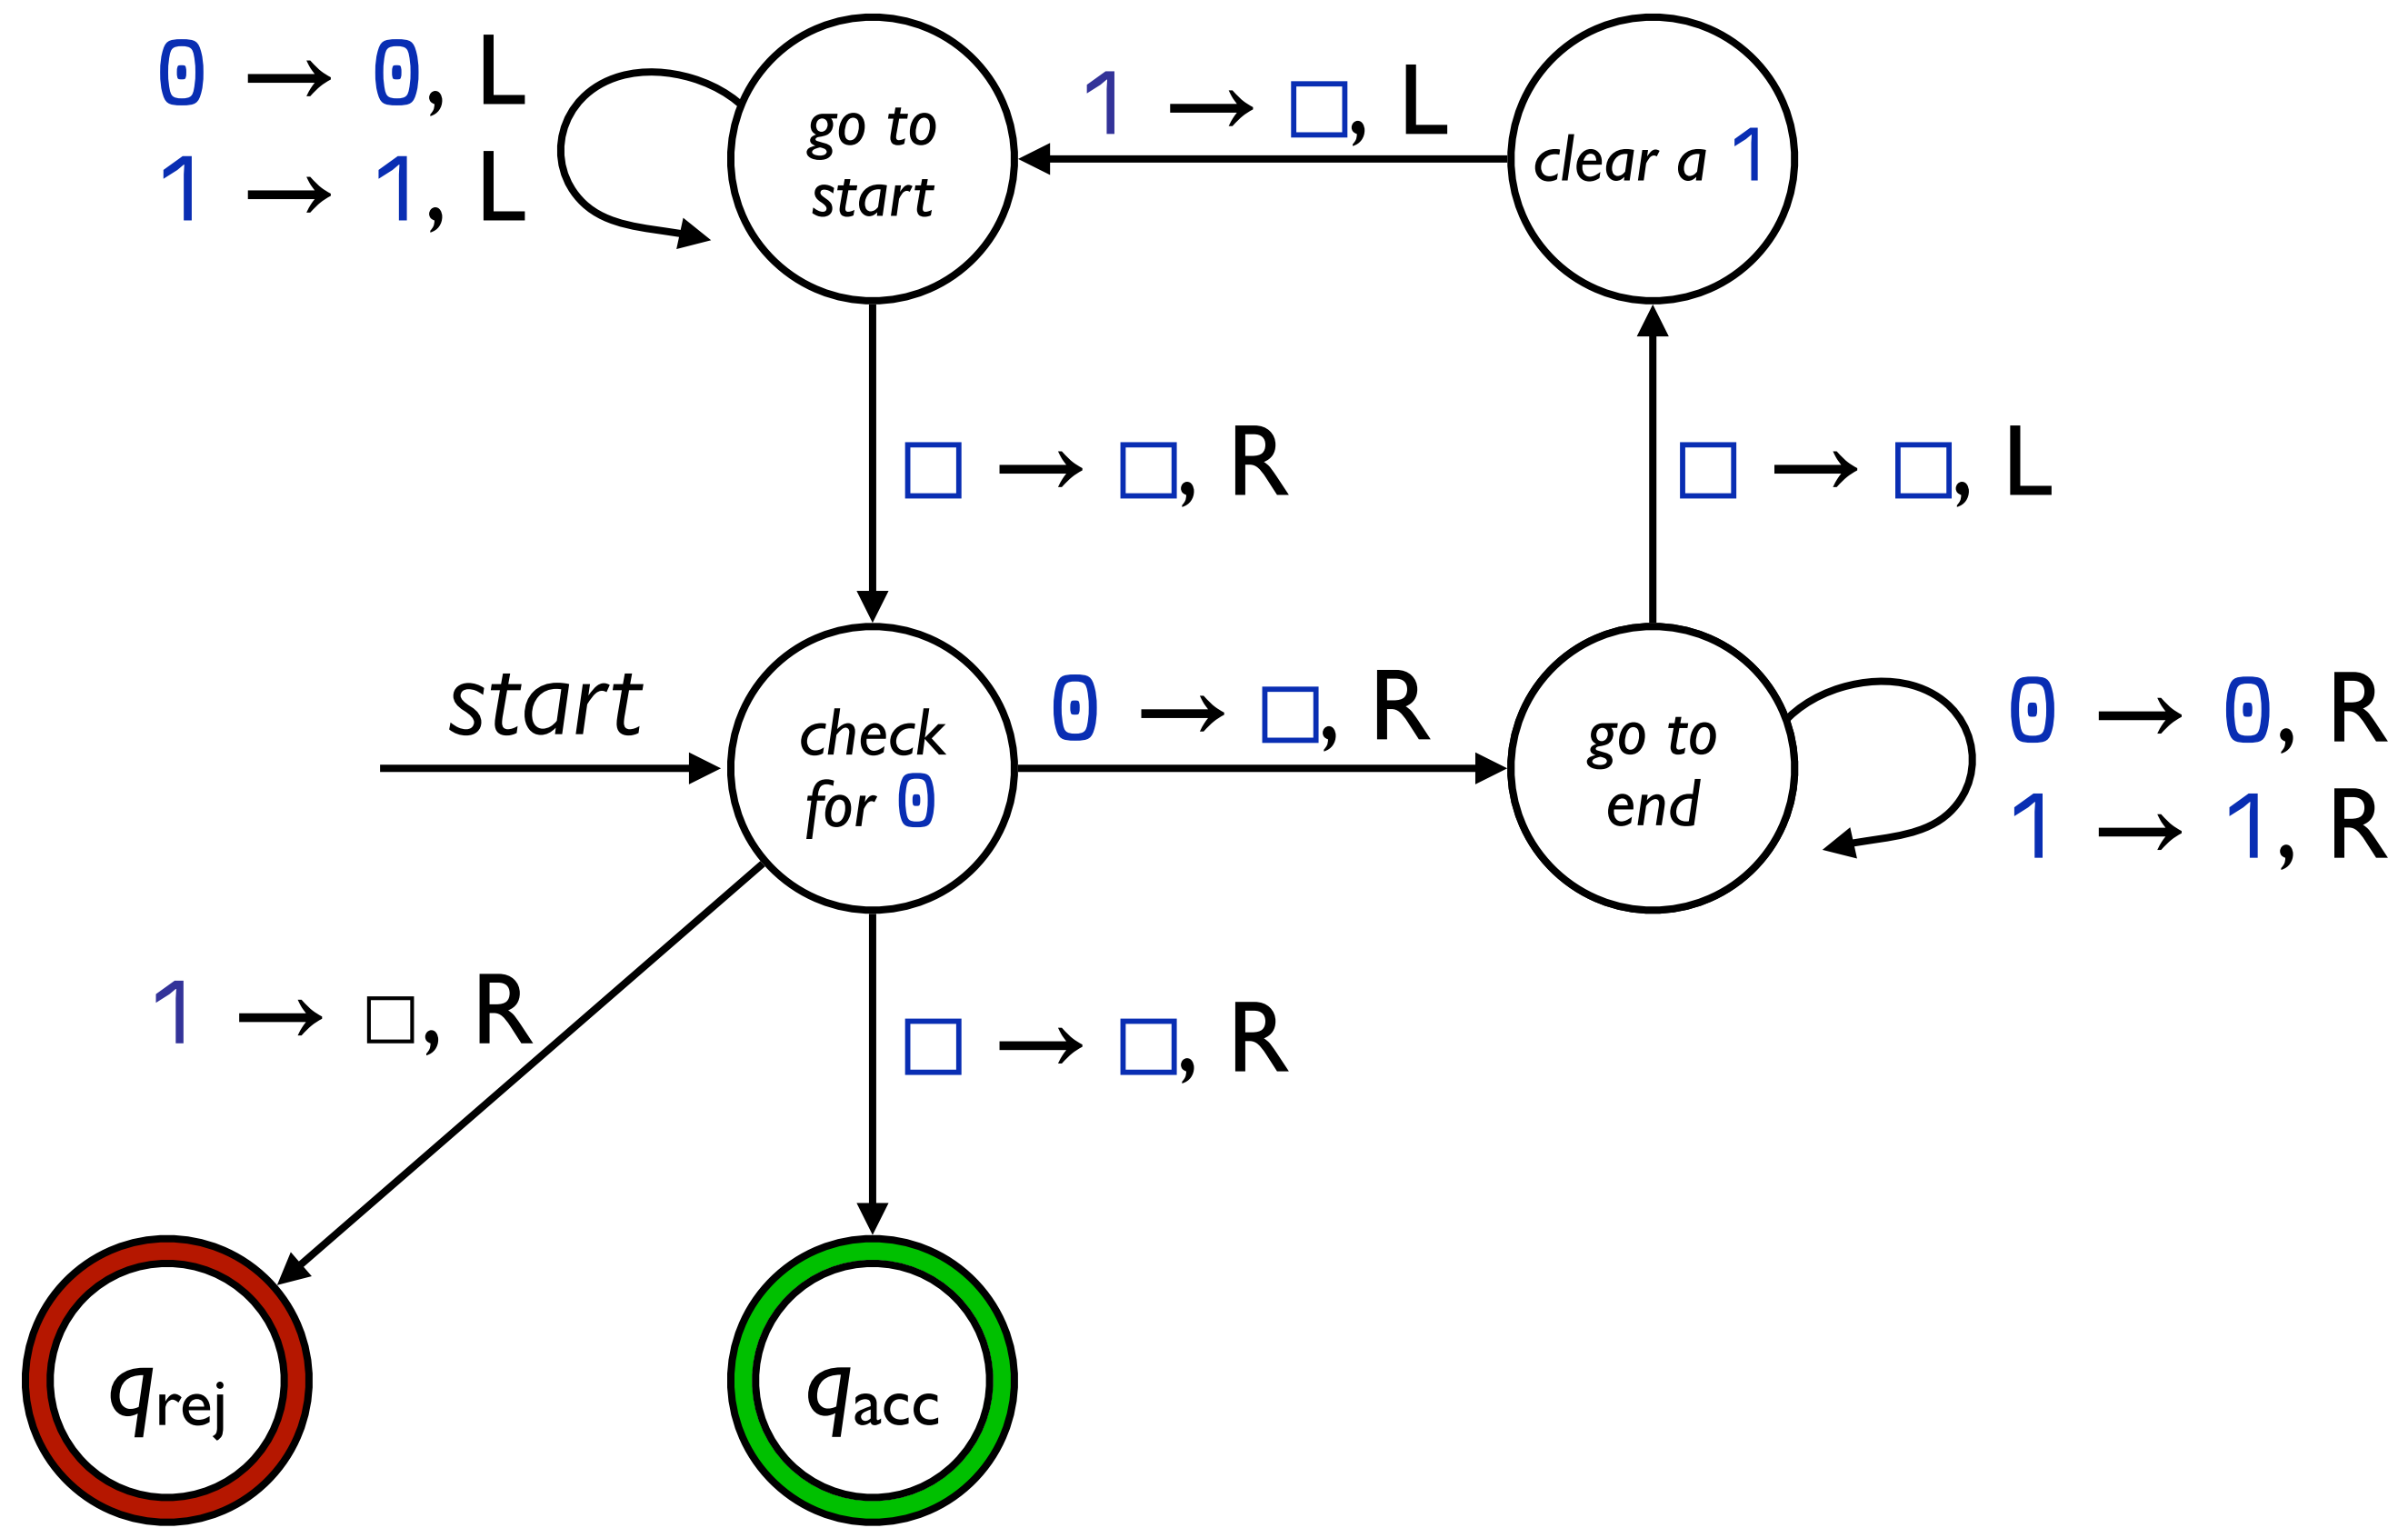 0 → 0, L
1 → 1, L
go to
start
1 → □, L
clear a 1
□ → □, R
□ → □, L
start
check
for 0
0 → □, R
go to
end
0 → 0, R
1 → 1, R
1 → □, R
□ → □, R
qrej
qacc